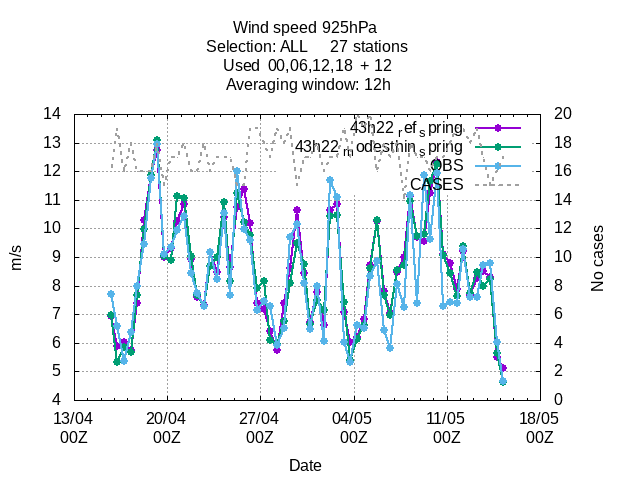 Wind speed 925hPa
Selection: ALL 27 stations
Used 00,06,12,18 + 12
Averaging window: 12h
43h22_ref_spring
43h22_modesthin_spring
OBS
CASES
14
13
12
11
10
9
8
7
6
5
4
m/s
20
18
16
14
12
10
8
6
4
2
0
No cases
13/04 20/04 27/04 04/05 11/05 18/05
00Z 00Z 00Z 00Z 00Z 00Z
Date